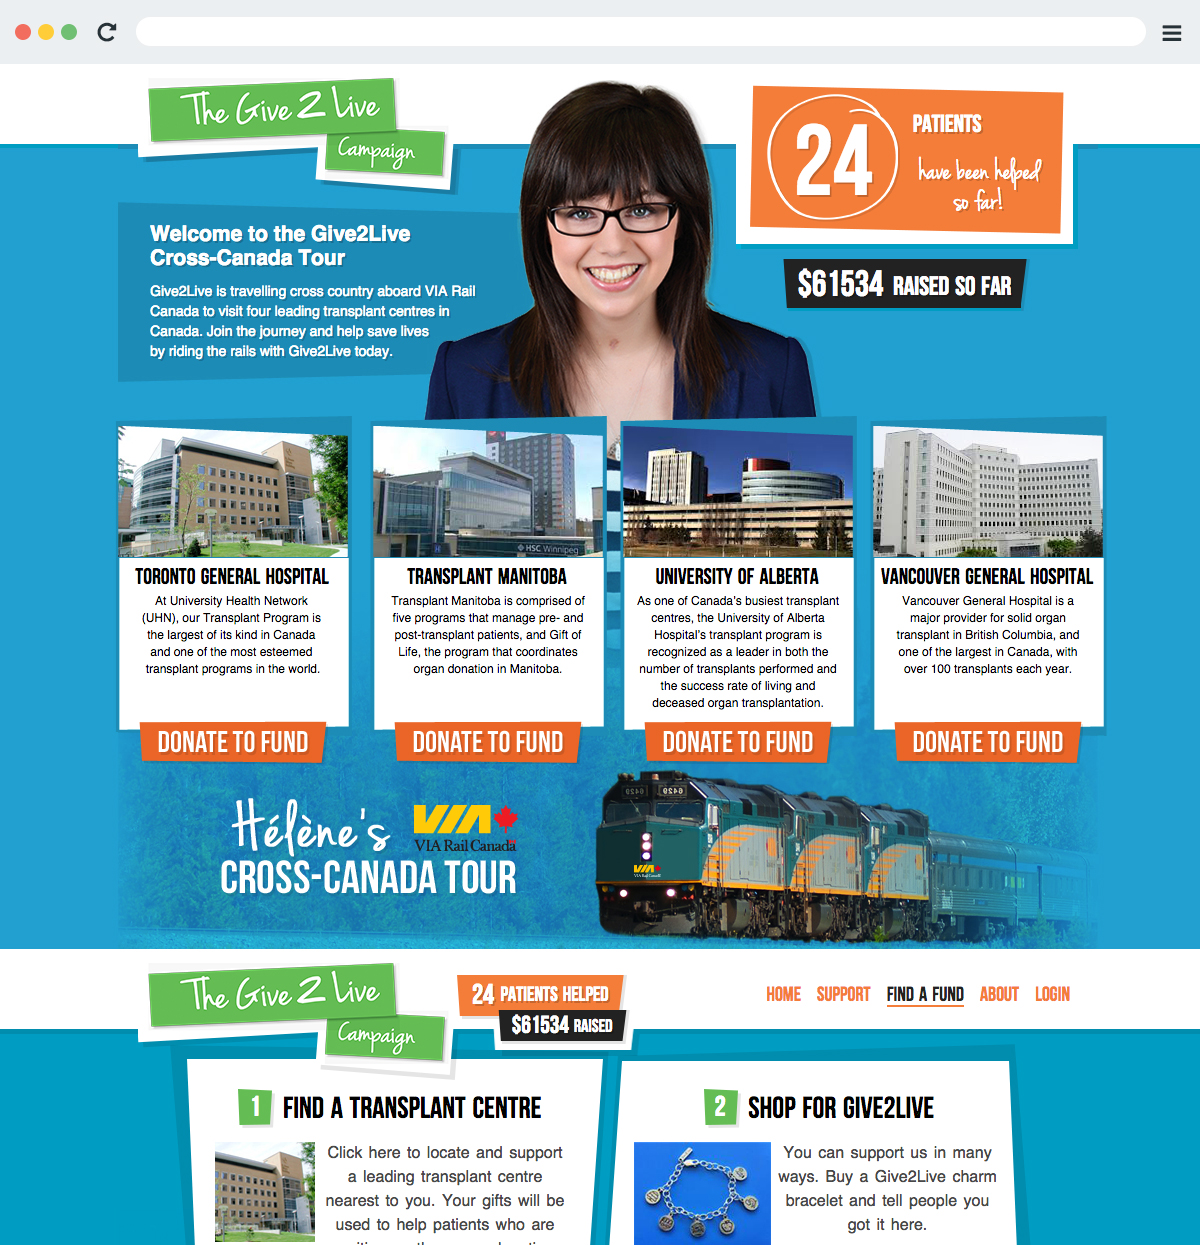 The Give 2 Live
Campaign
24
PATIENTS
have been helped
so far!
$61534 RAISED SO FAR
Welcome to the Give2Live
Cross-Canada Tour
Give2Live is travelling cross country aboard VIA Rail
Canada to visit four leading transplant centres in
Canada. Join the journey and help save lives
by riding the rails with Give2Live today.
HSC Winnipeg
TORONTO GENERAL HOSPITAL
At University Health Network
(UHN), our Transplant Program is
the largest of its kind in Canada
and one of the most esteemed
transplant programs in the world.
DONATE TO FUND
TRANSPLANT MANITOBA
Transplant Manitoba is comprised of
five programs that manage pre- and
post-transplant patients, and Gift of
Life, the program that coordinates
organ donation in Manitoba.
DONATE TO FUND
UNIVERSITY OF ALBERTA
As one of Canada's busiest transplant
centres, the University of Alberta
Hospital's transplant program is
recognized as a leader in both the
number of transplants performed and
the success rate of living and
deceased organ transplantation.
DONATE TO FUND
VANCOUVER GENERAL HOSPITAL
Vancouver General Hospital is a
major provider for solid organ
transplant in British Columbia, and
one of the largest in Canada, with
over 100 transplants each year.
DONATE TO FUND
Hélène's
VIA
VIA Rail Canada
CROSS-CANADA TOUR
6429 6429
VIA
VIA Rail Canada
The Give 2 Live
Campaign
24 PATIENTS HELPED
$61534 RAISED
HOME SUPPORT FIND A FUND ABOUT LOGIN
1 FIND A TRANSPLANT CENTRE
Click here to locate and support
a leading transplant centre
nearest to you. Your gifts will be
used to help patients who are
2 SHOP FOR GIVE2LIVE
You can support us in many
ways. Buy a Give2Live charm
bracelet and tell people you
got it here.